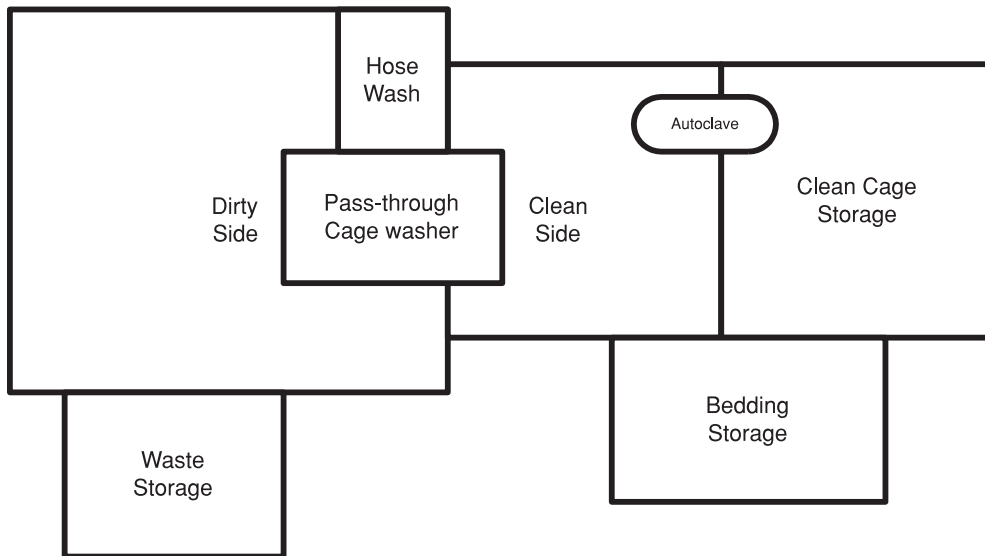 Hose
Wash
Autoclave
Dirty
Side
Pass-through
Cage washer
Clean
Side
Clean Cage
Storage
Waste
Storage
Bedding
Storage